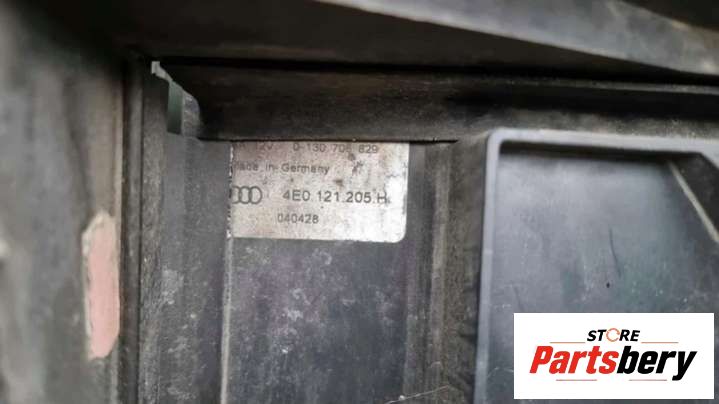 12V 0-130 706 829
Made in Germany
4E0.121.205.H
040428
STORE
Partsbery